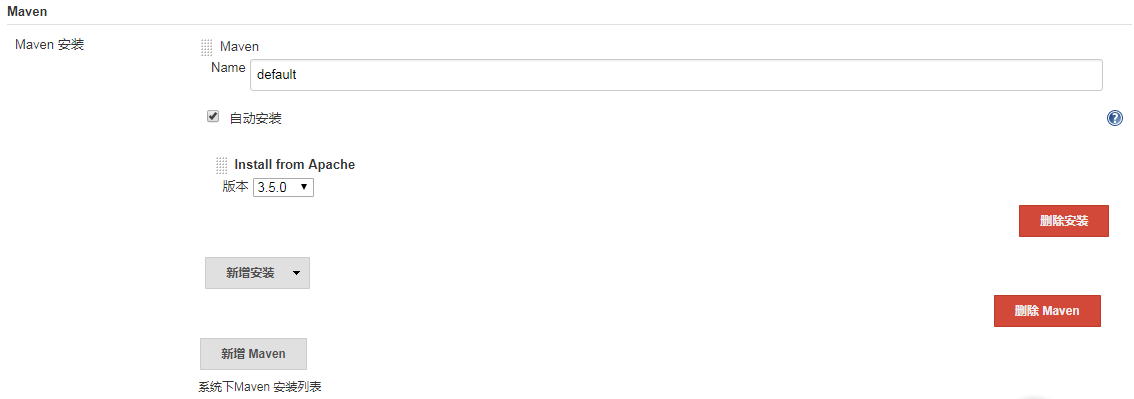 Maven
Maven 安装
Maven
Name default
自动安装
Install from Apache
版本 3.5.0
删除安装
新增安装
删除 Maven
新增 Maven
系统下Maven 安装列表